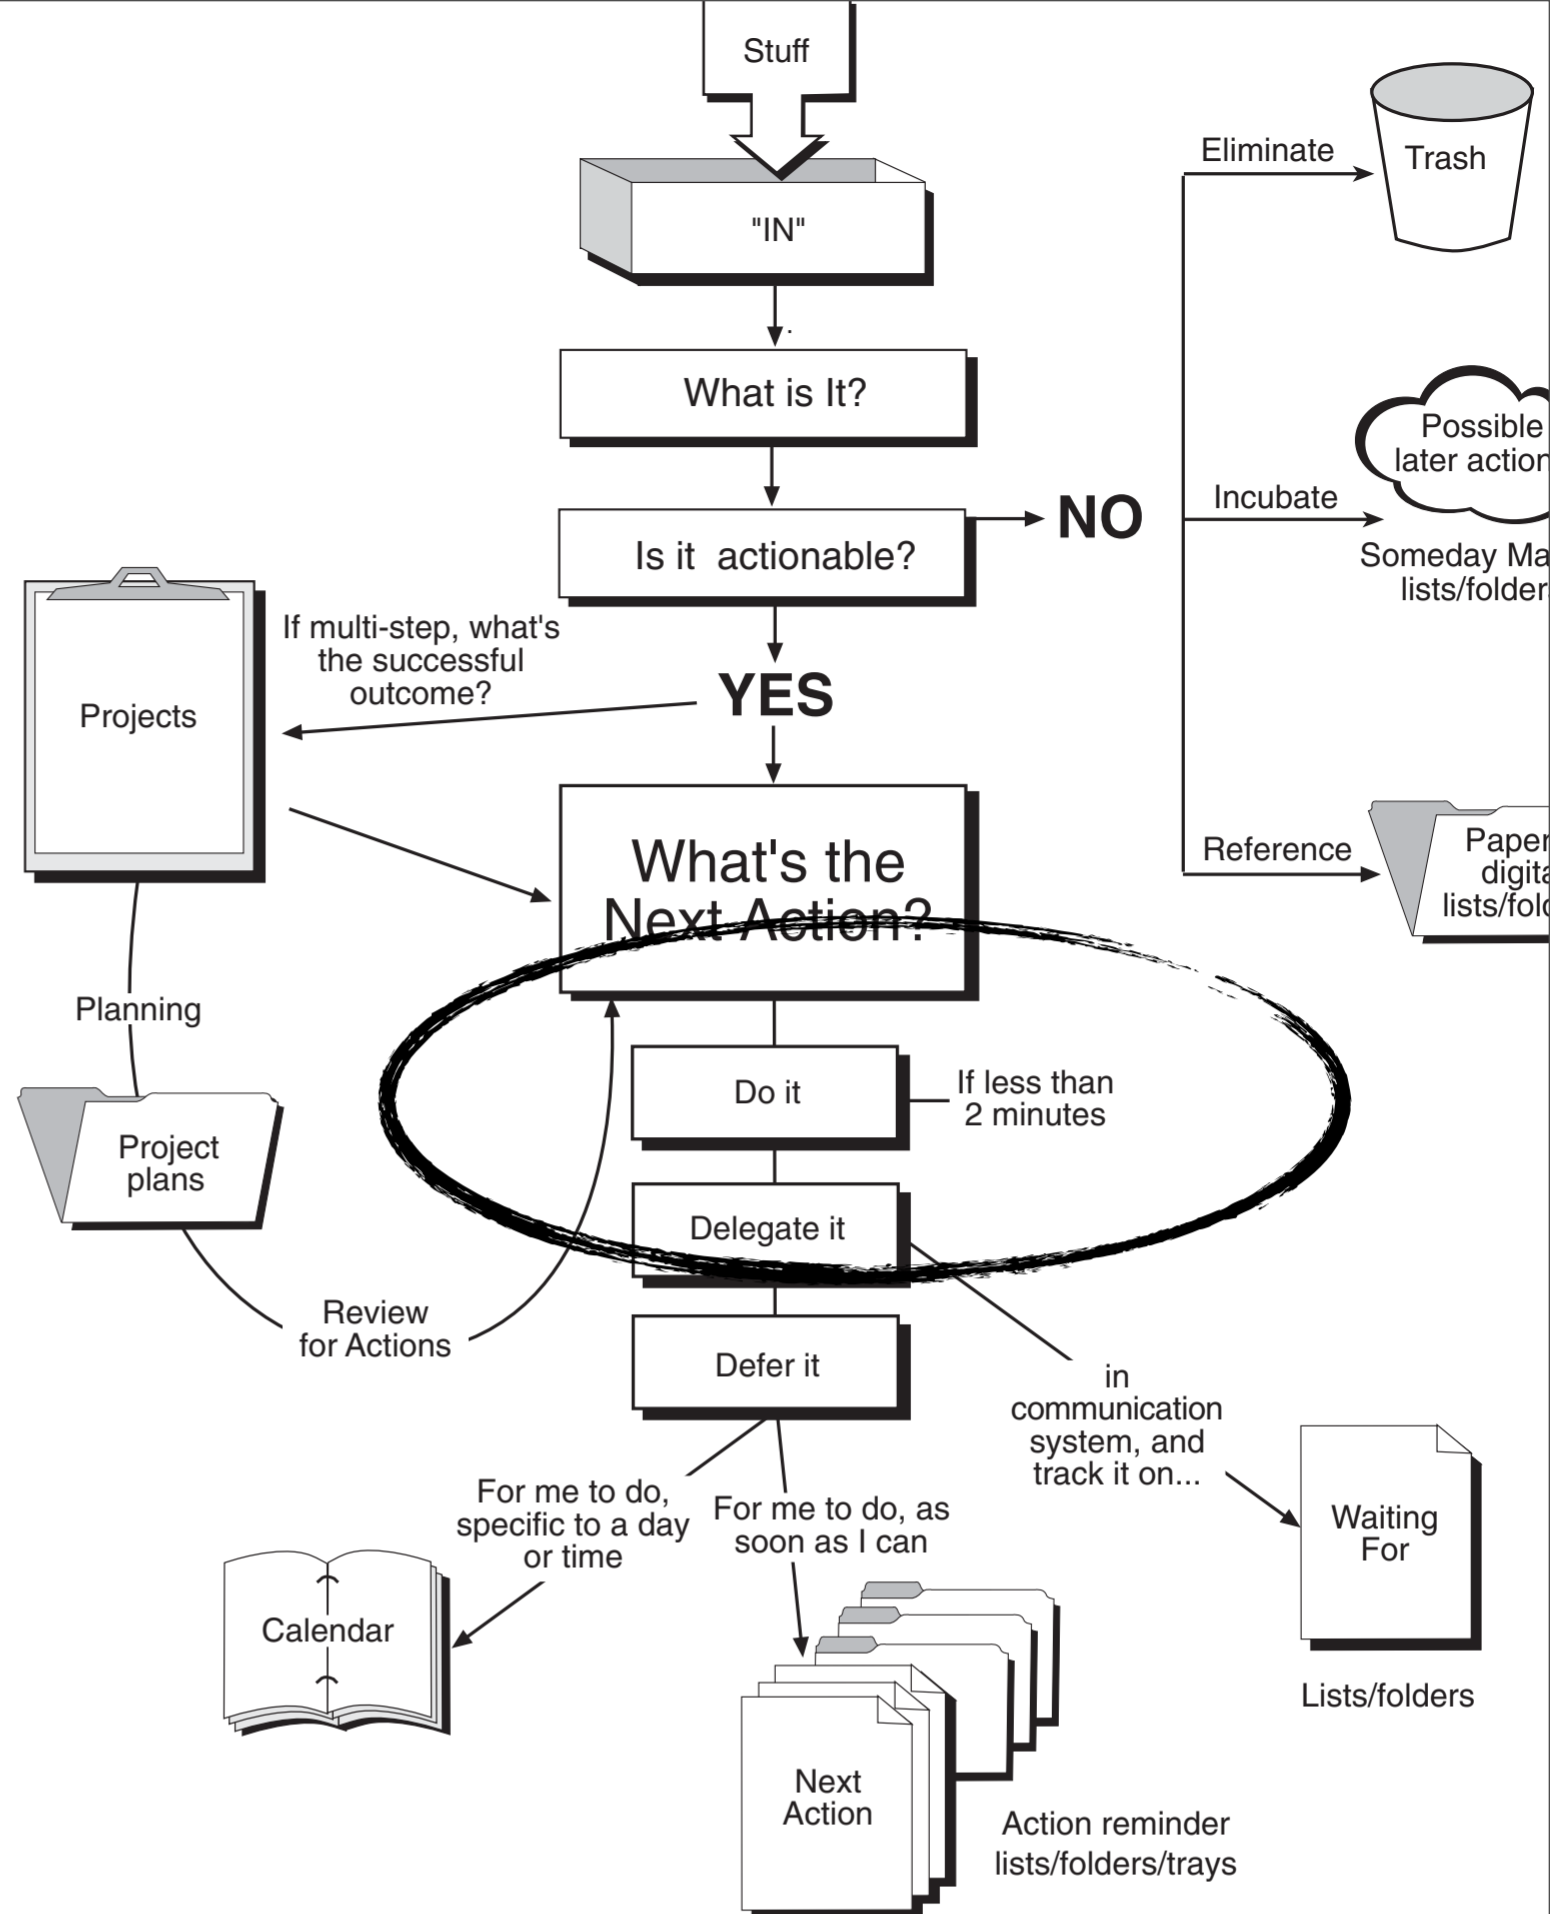 Stuff
"IN"
What is It?
Is it actionable?
NO
Eliminate
Trash
Incubate
Possible
later action
Someday
lists/folder
Reference
Paper
lists/
YES
If multi-step, what's
the successful
outcome?
Projects
Planning
Project
plans
Review
for Actions
What's the
Next Action?
Do it
If less than
2 minutes
Delegate it
in
communication
system, and
track it on...
Waiting
For
Lists/folders
Defer it
For me to do,
specific to a day
or time
Calendar
For me to do, as
soon as I can
Next
Action
Action reminder
lists/folders/trays